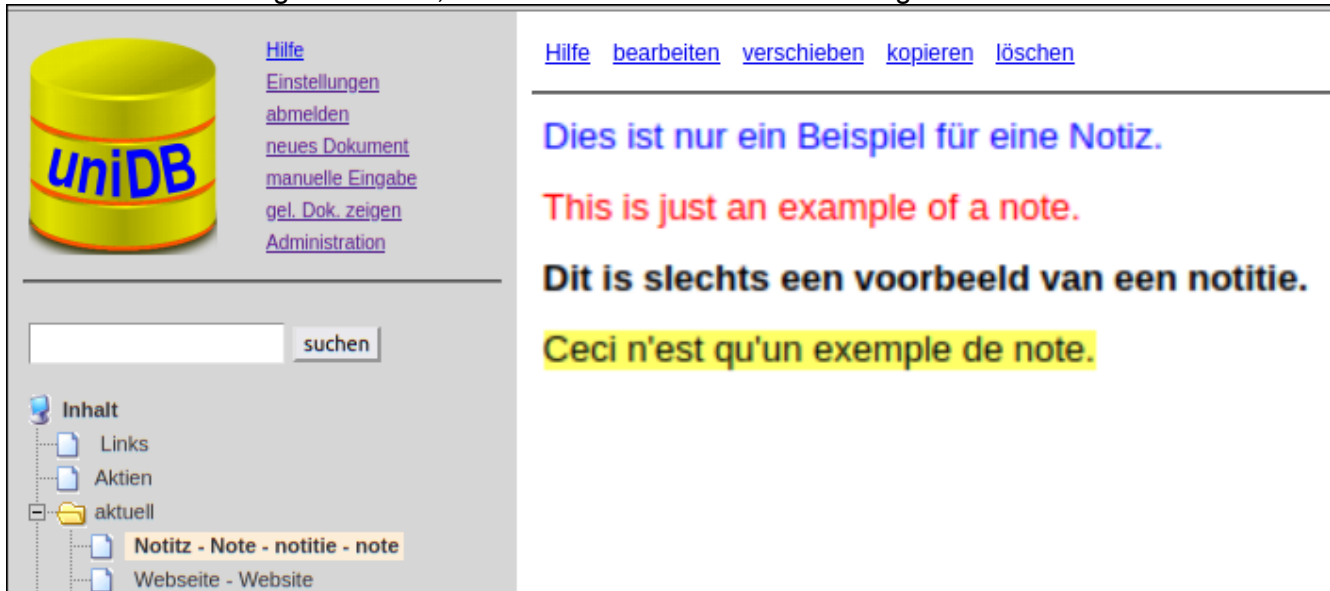 uniDB
Hilfe
Einstellungen
abmelden
neues Dokument
manuelle Eingabe
gel. Dok. zeigen
Administration
suchen
Inhalt
Links
Aktien
aktuell
Notitz - Note - notitie - note
Webseite - Website
Hilfe bearbeiten verschieben kopieren löschen
Dies ist nur ein Beispiel für eine Notiz.
This is just an example of a note.
Dit is slechts een voorbeeld van een notitie.
Ceci n'est qu'un exemple de note.